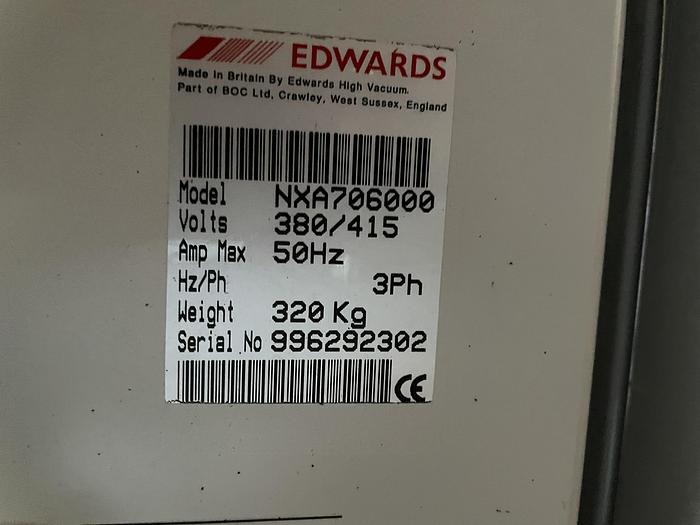 EDWARDS
Made in Britain By Edwards High Vacuum.
Part of BOC Ltd, Crawley, West Sussex, England
Model NXA706000
Volts 380/415
Amp Max 50Hz
Hz/Ph 3Ph
Weight 320 Kg
Serial No 996292302
CE